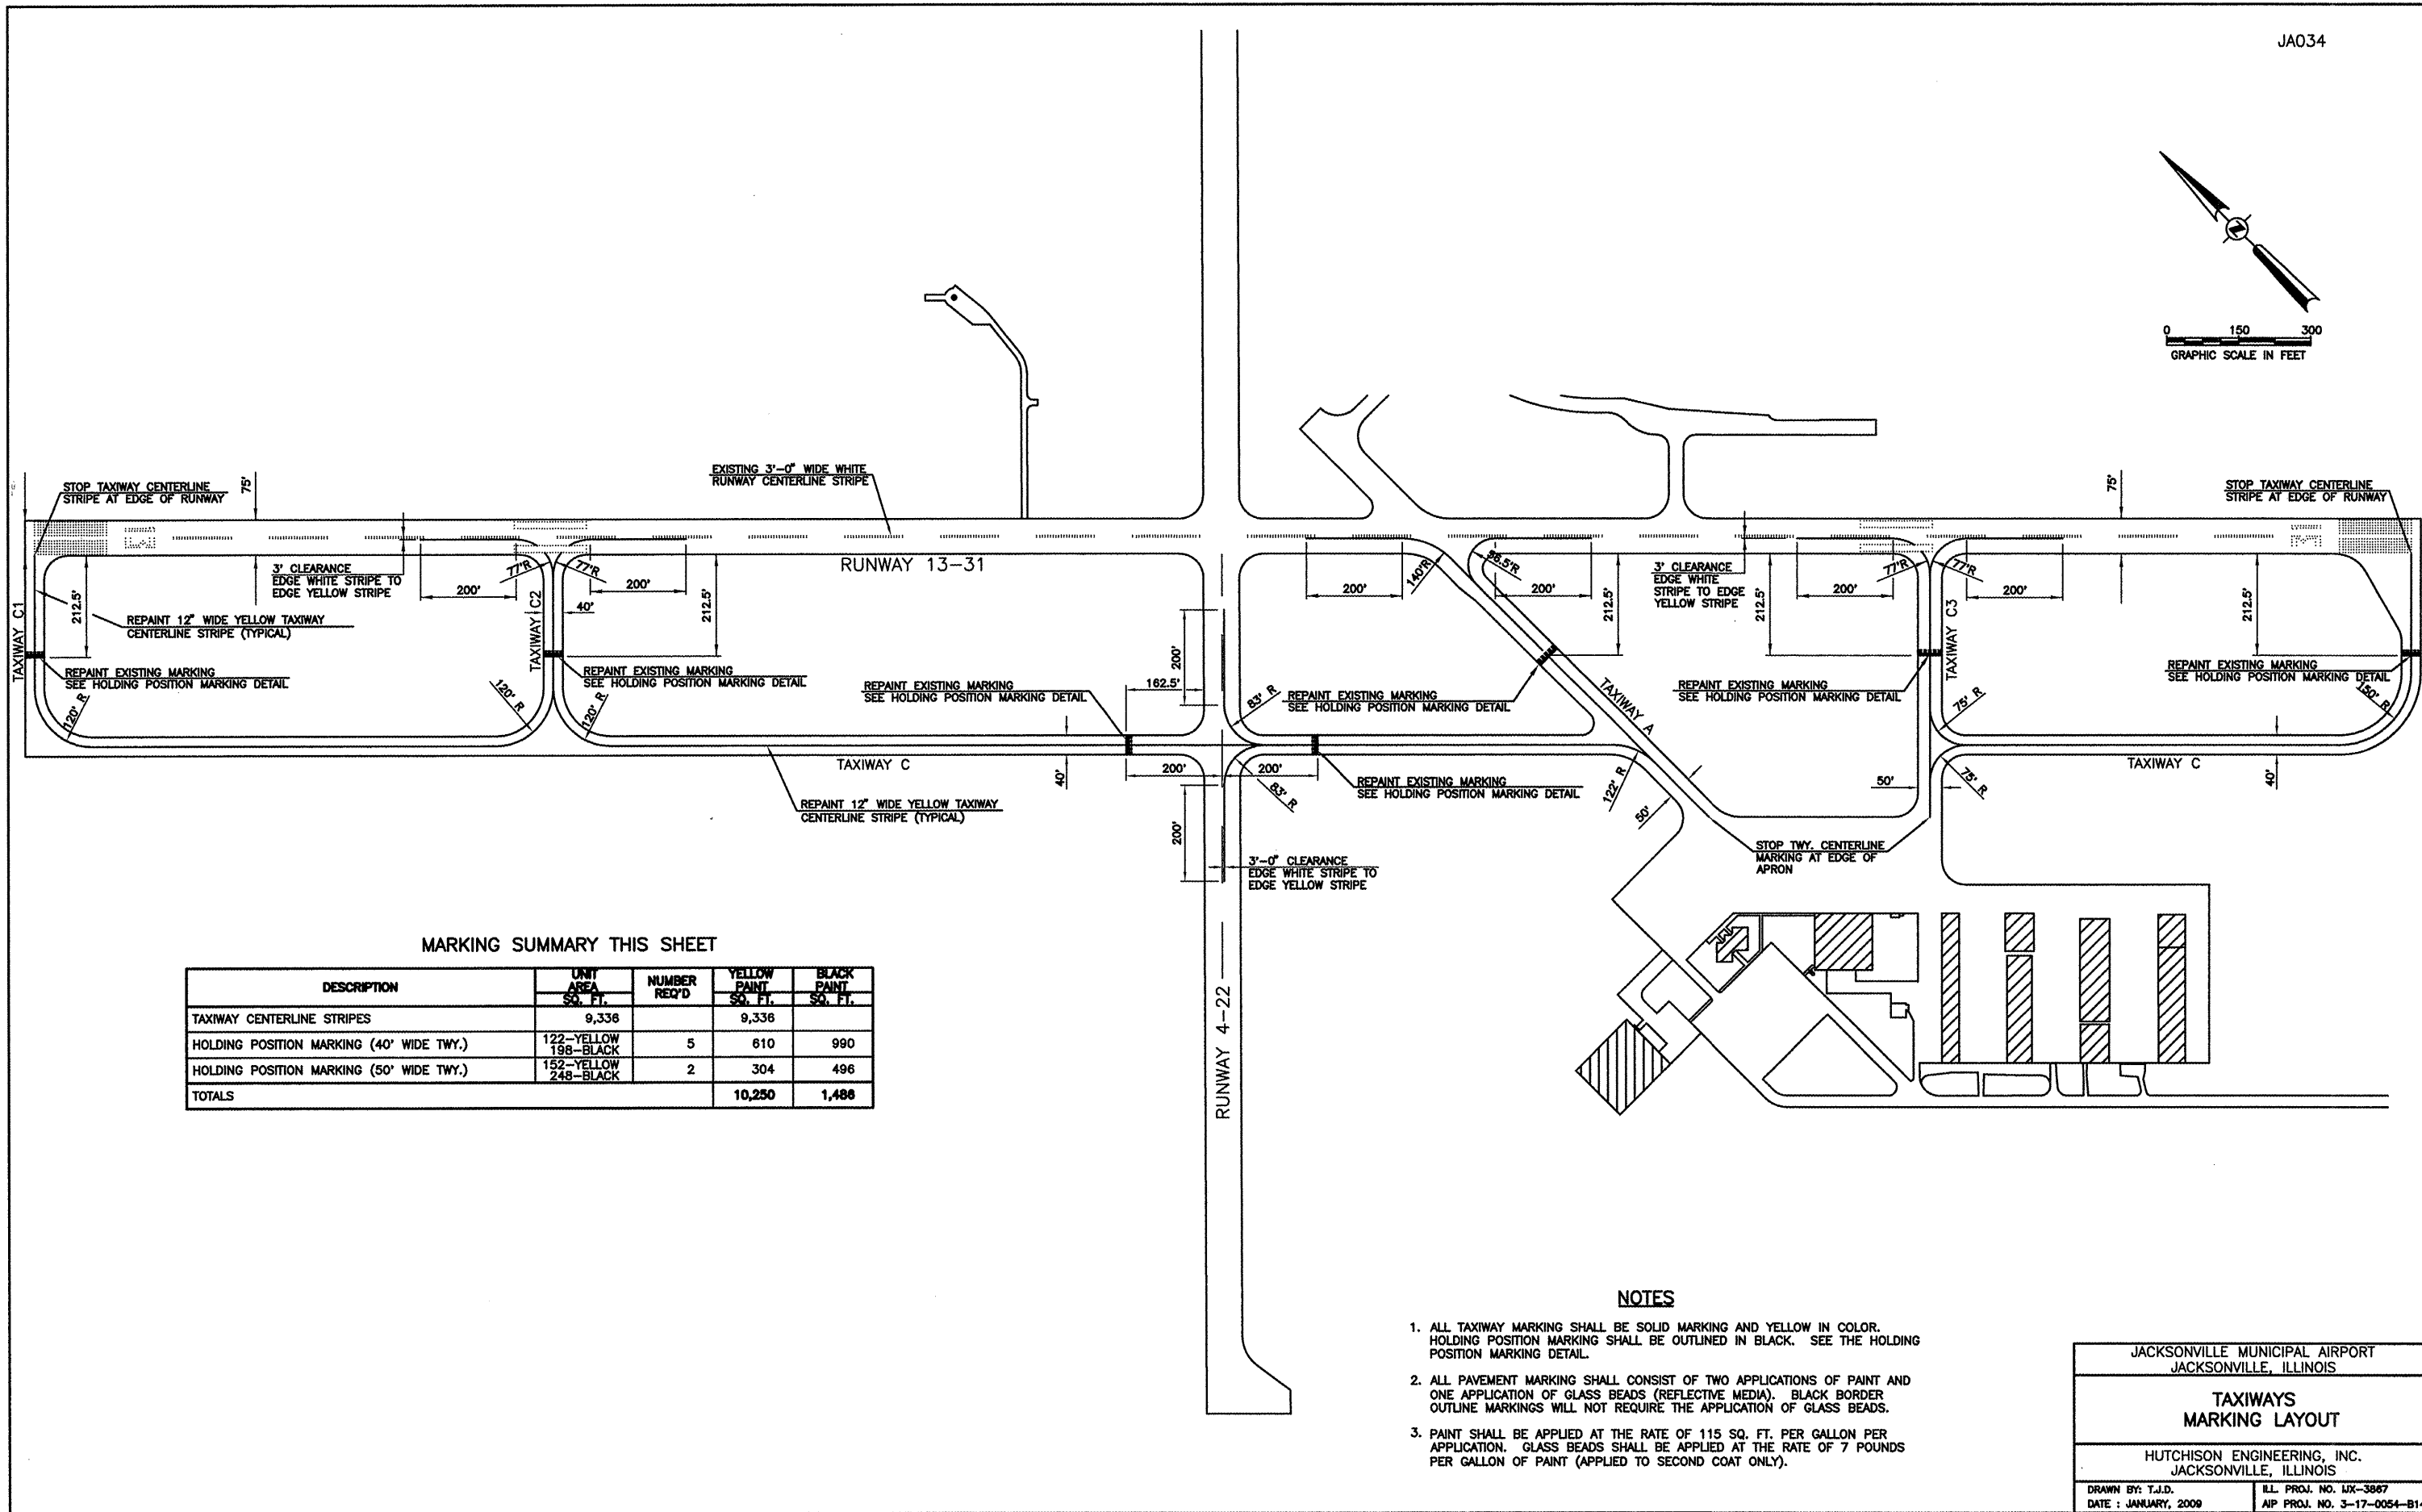 JA034
0 150 300
GRAPHIC SCALE IN FEET
STOP TAXIWAY CENTERLINE
STRIPE AT EDGE OF RUNWAY
75'
EXISTING 3'-0" WIDE WHITE
RUNWAY CENTERLINE STRIPE
75'
STOP TAXIWAY CENTERLINE
STRIPE AT EDGE OF RUNWAY
TAXIWAY C1
212.5'
REPAINT 12" WIDE YELLOW TAXIWAY
CENTERLINE STRIPE (TYPICAL)
REPAINT EXISTING MARKING
SEE HOLDING POSITION MARKING DETAIL
120' R
3' CLEARANCE
EDGE WHITE STRIPE TO
EDGE YELLOW STRIPE
200'
77'R
77'R
200'
40'
TAXIWAY C2
212.5'
REPAINT EXISTING MARKING
SEE HOLDING POSITION MARKING DETAIL
120' R
120' R
RUNWAY 13-31
REPAINT EXISTING MARKING
SEE HOLDING POSITION MARKING DETAIL
162.5'
200'
83' R
TAXIWAY C
40'
200'
200'
83' R
200'
REPAINT 12" WIDE YELLOW TAXIWAY
CENTERLINE STRIPE (TYPICAL)
3'-0" CLEARANCE
EDGE WHITE STRIPE TO
EDGE YELLOW STRIPE
RUNWAY 4-22
200'
140'R
200'
212.5'
REPAINT EXISTING MARKING
SEE HOLDING POSITION MARKING DETAIL
TAXIWAY A
REPAINT EXISTING MARKING
SEE HOLDING POSITION MARKING DETAIL
122' R
50'
3' CLEARANCE
EDGE WHITE
STRIPE TO EDGE
YELLOW STRIPE
212.5'
200'
77'R
77'R
200'
TAXIWAY C3
REPAINT EXISTING MARKING
SEE HOLDING POSITION MARKING DETAIL
75' R
50'
75' R
STOP TWY. CENTERLINE
MARKING AT EDGE OF
APRON
212.5'
REPAINT EXISTING MARKING
SEE HOLDING POSITION MARKING DETAIL
150' R
TAXIWAY C
40'
MARKING SUMMARY THIS SHEET
DESCRIPTION UNIT AREA SQ. FT. NUMBER REQ'D YELLOW PAINT SQ. FT. BLACK PAINT SQ. FT.
TAXIWAY CENTERLINE STRIPES 9,336 9,336
HOLDING POSITION MARKING (40' WIDE TWY.) 122-YELLOW 198-BLACK 5 610 990
HOLDING POSITION MARKING (50' WIDE TWY.) 152-YELLOW 248-BLACK 2 304 496
TOTALS 10,250 1,486
NOTES
1. ALL TAXIWAY MARKING SHALL BE SOLID MARKING AND YELLOW IN COLOR.
HOLDING POSITION MARKING SHALL BE OUTLINED IN BLACK. SEE THE HOLDING
POSITION MARKING DETAIL.
2. ALL PAVEMENT MARKING SHALL CONSIST OF TWO APPLICATIONS OF PAINT AND
ONE APPLICATION OF GLASS BEADS (REFLECTIVE MEDIA). BLACK BORDER
OUTLINE MARKINGS WILL NOT REQUIRE THE APPLICATION OF GLASS BEADS.
3. PAINT SHALL BE APPLIED AT THE RATE OF 115 SQ. FT. PER GALLON PER
APPLICATION. GLASS BEADS SHALL BE APPLIED AT THE RATE OF 7 POUNDS
PER GALLON OF PAINT (APPLIED TO SECOND COAT ONLY).
JACKSONVILLE MUNICIPAL AIRPORT
JACKSONVILLE, ILLINOIS
TAXIWAYS
MARKING LAYOUT
HUTCHISON ENGINEERING, INC.
JACKSONVILLE, ILLINOIS
DRAWN BY: T.J.D.
DATE : JANUARY, 2009
ILL. PROJ. NO. IJX-3867
AIP PROJ. NO. 3-17-0054-B1